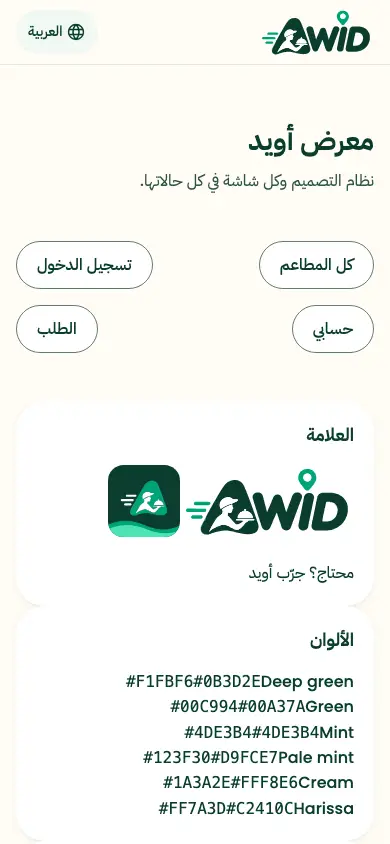 العربية
AWID
معرض أويد
نظام التصميم وكل شاشة في كل حالاتها.
كل المطاعم
تسجيل الدخول
حسابي
الطلب
العلامة
AWID
محتاج؟ جرّب أويد
الألوان
#F1FBF6#0B3D2EDeep green
#00C994#00A37AGreen
#4DE3B4#4DE3B4Mint
#123F30#D9FCE7Pale mint
#1A3A2E#FFF8E6Cream
#FF7A3D#C2410CHarissa